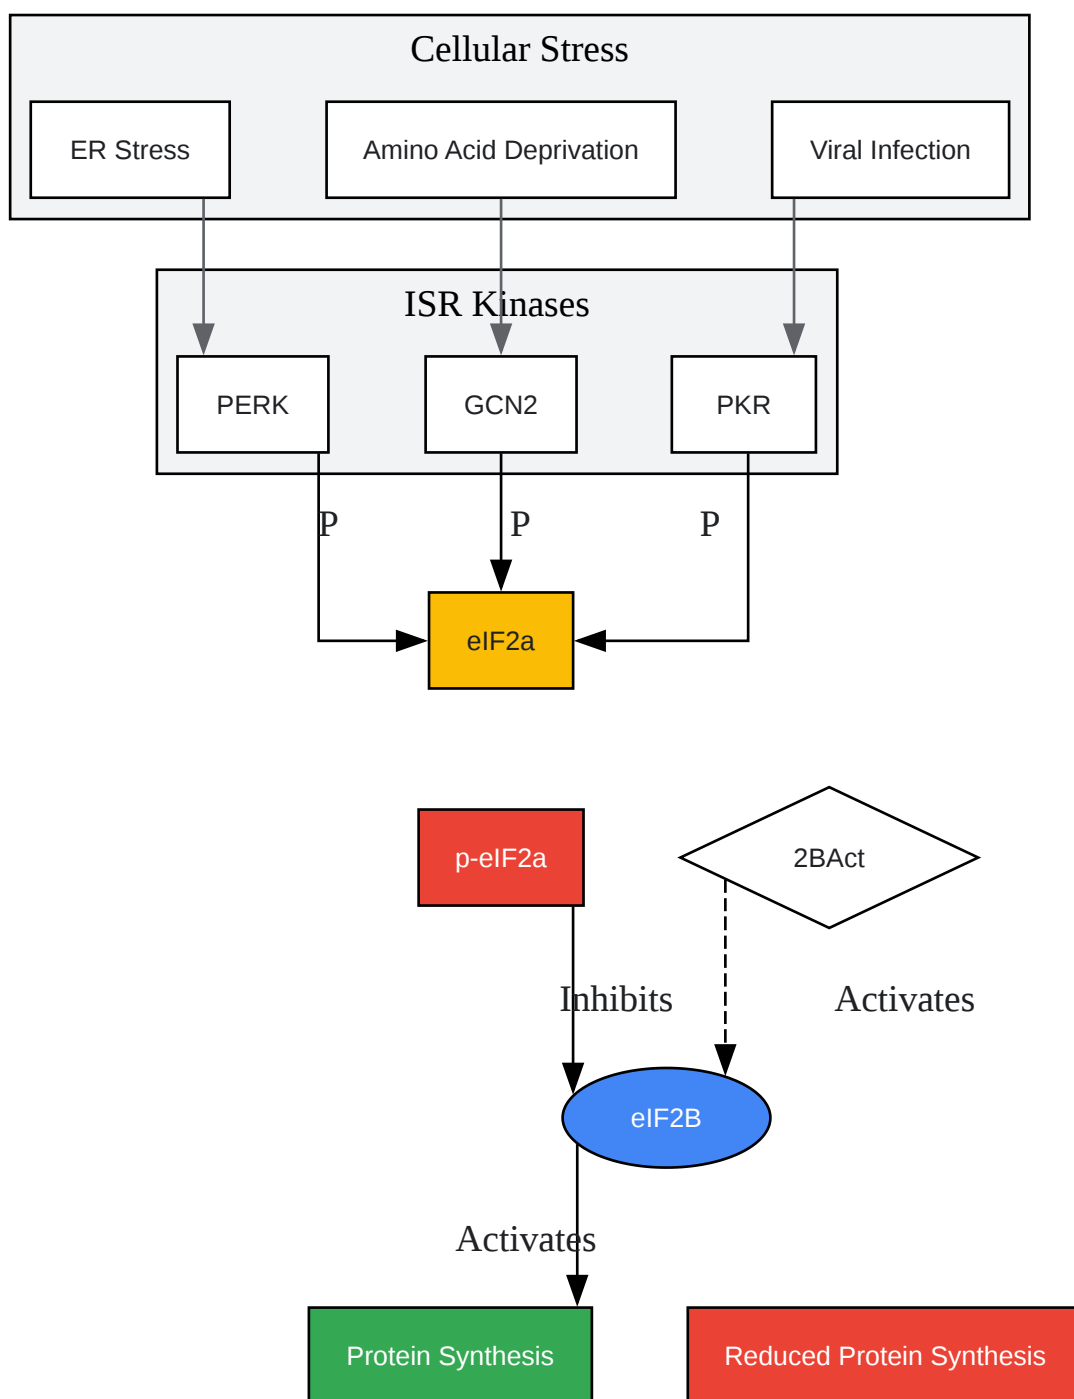 Cellular Stress
ER Stress
Amino Acid Deprivation
Viral Infection
ISR Kinases
PERK
GCN2
PKR
P
P
P
eIF2a
p-eIF2a
2BAct
Inhibits
Activates
eIF2B
Activates
Protein Synthesis
Reduced Protein Synthesis